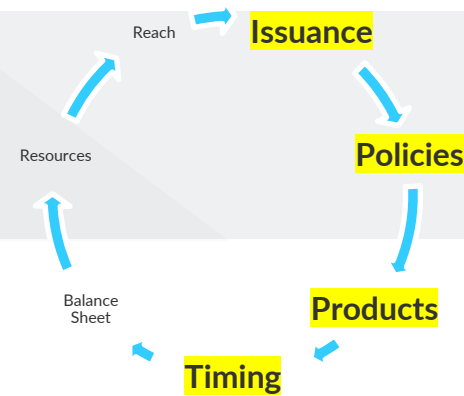 Reach
Issuance
Policies
Resources
Balance
Sheet
Products
Timing